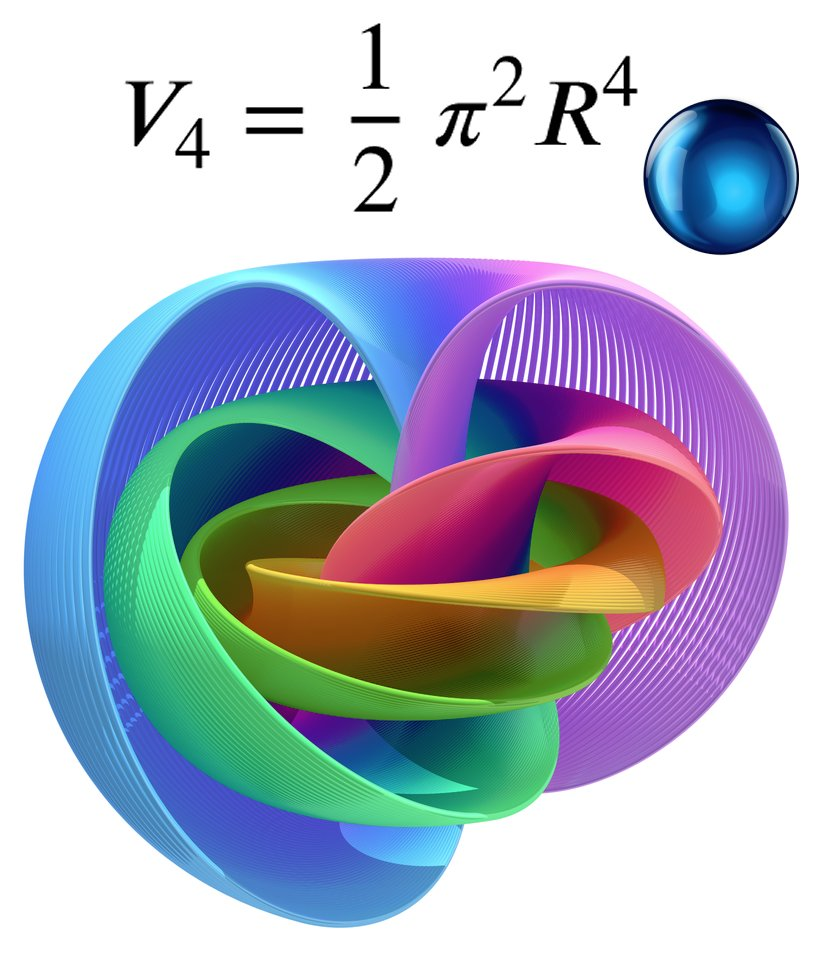 V₄ = 1/2 π² R⁴